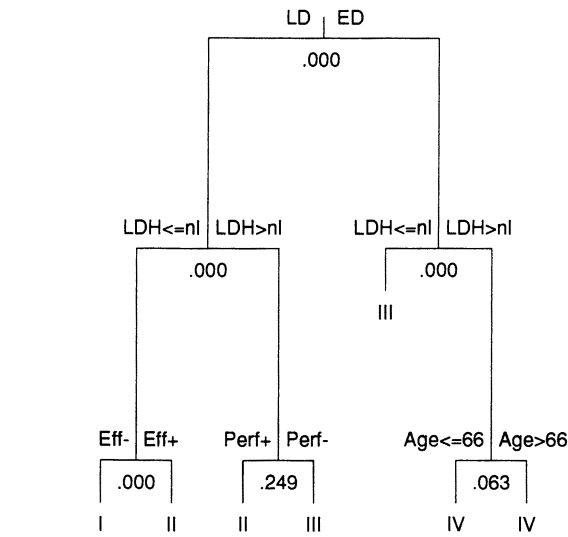 LD ED
.000
LDH<=nl LDH>nl LDH<=nl LDH>nl
.000 .000
III
Eff- Eff+ Perf+ Perf- Age<=66 Age>66
.000 .249 .063
I II II III IV IV